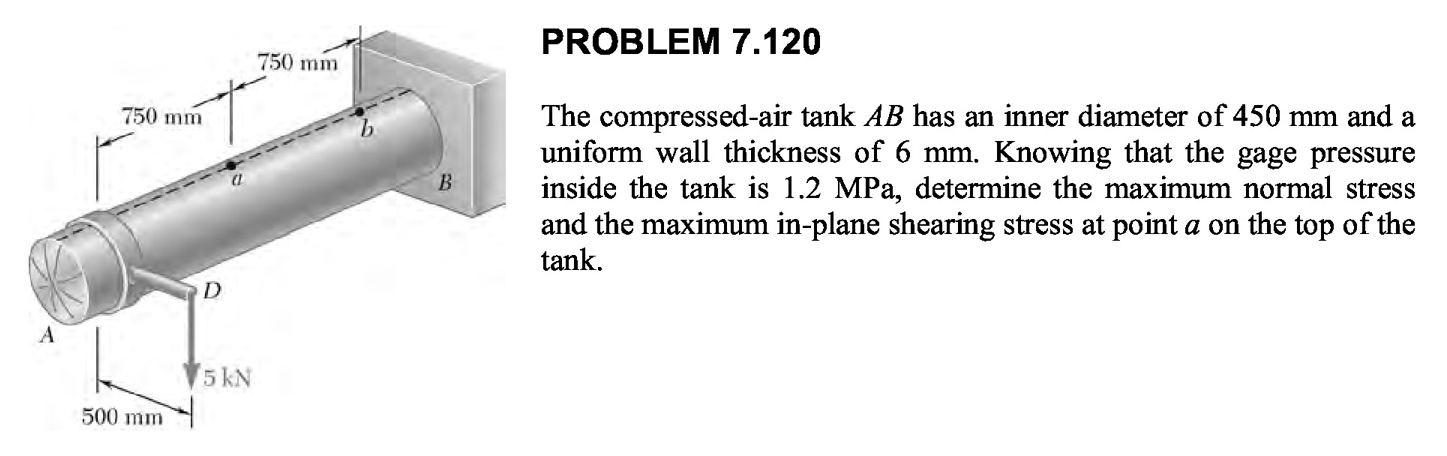 PROBLEM 7.120
The compressed-air tank AB has an inner diameter of 450 mm and a
uniform wall thickness of 6 mm. Knowing that the gage pressure
inside the tank is 1.2 MPa, determine the maximum normal stress
and the maximum in-plane shearing stress at point a on the top of the
tank.
750 mm
750 mm
b
a
B
D
A
5 kN
500 mm